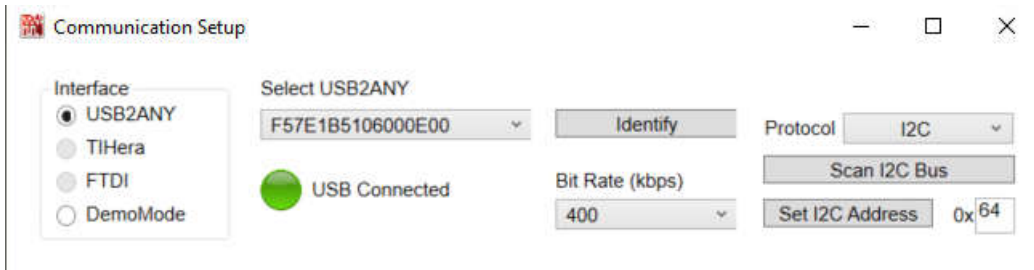 Communication Setup
Interface
USB2ANY
TIHera
FTDI
DemoMode
Select USB2ANY
F57E1B5106000E00
Identify
USB Connected
Bit Rate (kbps)
400
Protocol I2C
Scan I2C Bus
Set I2C Address 0x 64